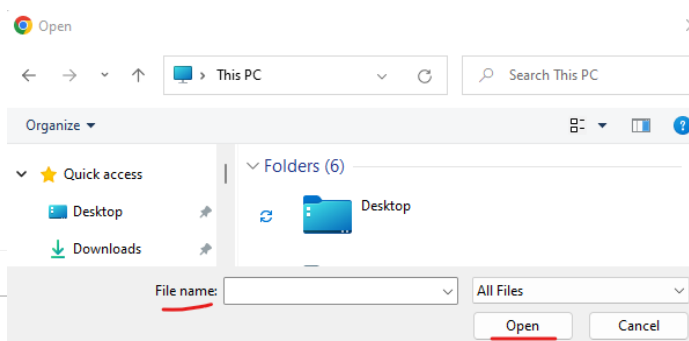 Open
This PC
Search This PC
Organize
?
Quick access
Folders (6)
Desktop
Desktop
Downloads
File name:
All Files
Open
Cancel